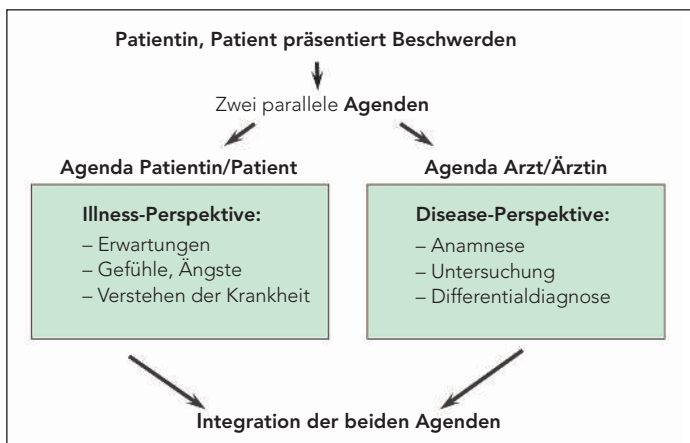 Patientin, Patient präsentiert Beschwerden
Zwei parallele Agenden
Agenda Patientin/Patient
Illness-Perspektive:
– Erwartungen
– Gefühle, Ängste
– Verstehen der Krankheit
Agenda Arzt/Ärztin
Disease-Perspektive:
– Anamnese
– Untersuchung
– Differentialdiagnose
Integration der beiden Agenden